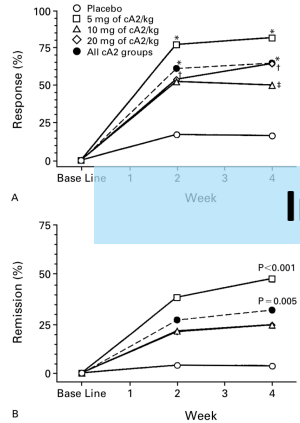 Placebo
5 mg of cA2/kg
10 mg of cA2/kg
20 mg of cA2/kg
All cA2 groups
Response (%)
100
75
50
25
0
*
*
*
*
†
†
‡
Base Line 1 2 3 4
A
Week
Remission (%)
75
50
25
0
P<0.001
P=0.005
Base Line 1 2 3 4
B
Week